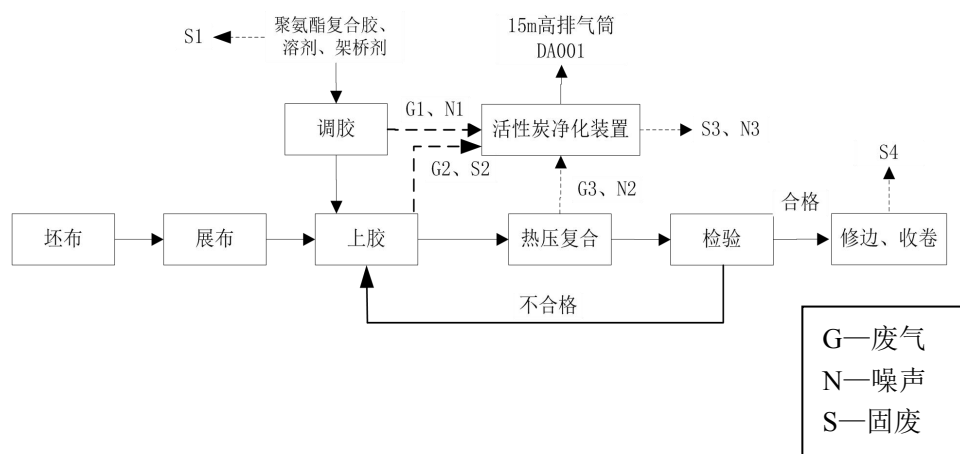 聚氨酯复合胶、
溶剂、架桥剂
S1
15m高排气筒
DA001
调胶
G1、N1
活性炭净化装置
S3、N3
G2、S2
G3、N2
S4
合格
坯布
展布
上胶
热压复合
检验
修边、收卷
不合格
G—废气
N—噪声
S—固废